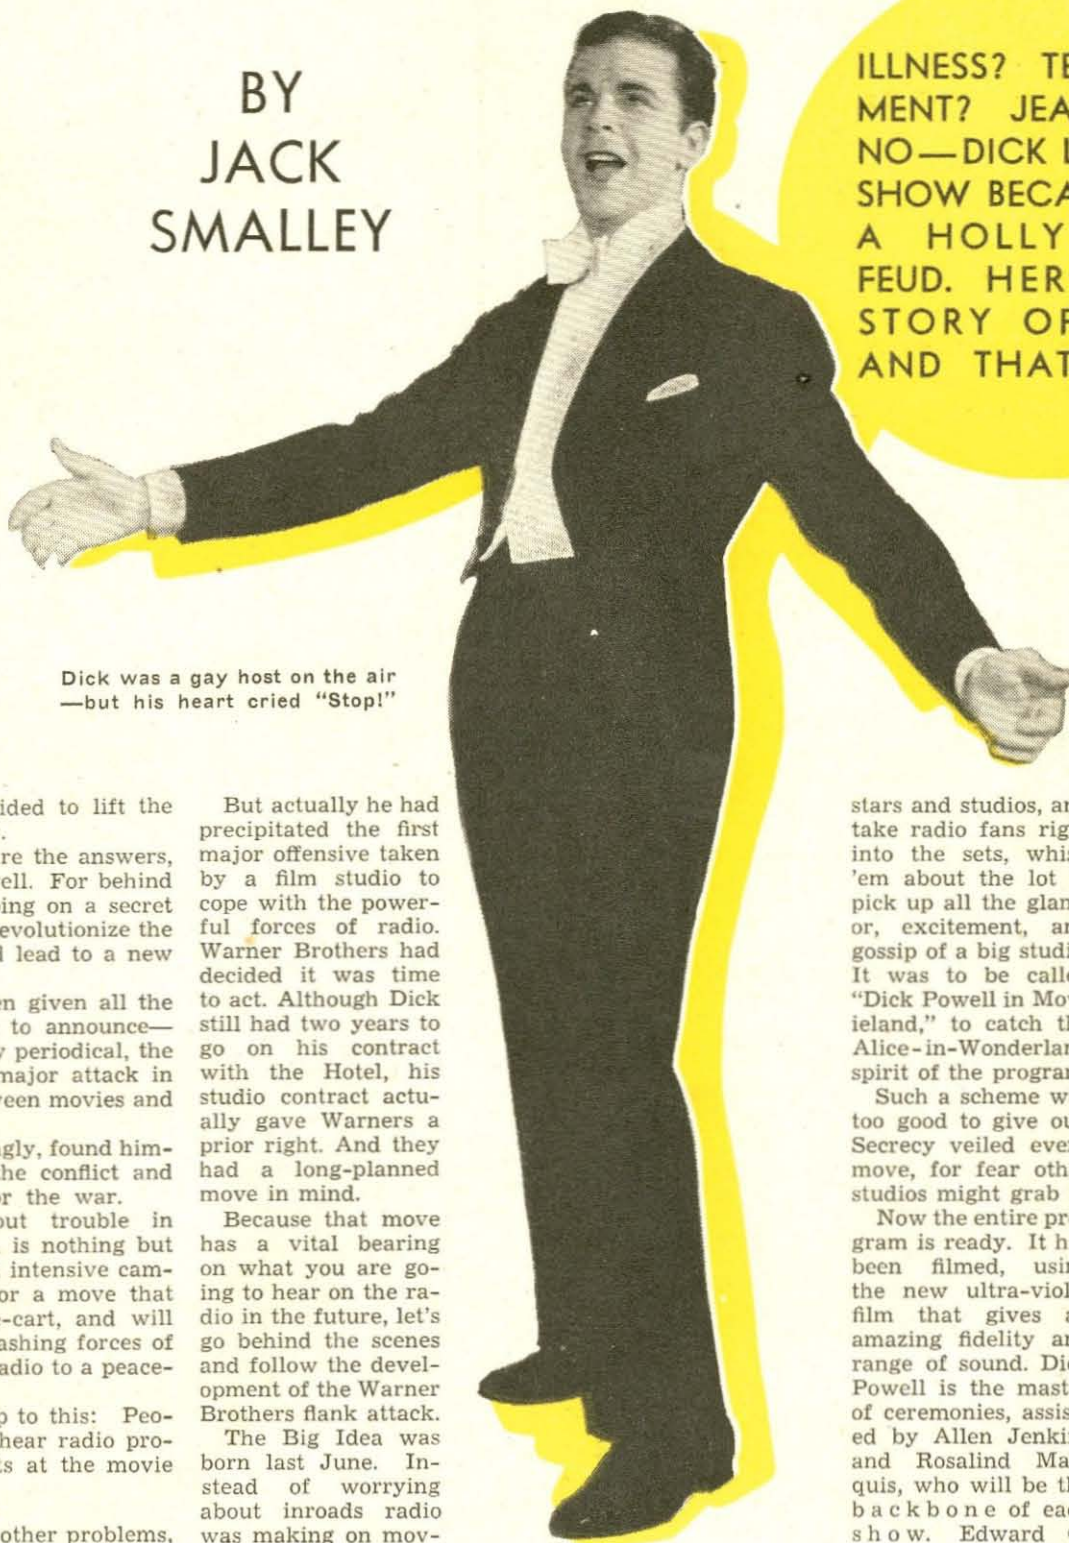 BY
JACK
SMALLEY
ILLNESS? TE
MENT? JEA
NO—DICK L
SHOW BECA
A HOLLY
FEUD. HER
STORY OF
AND THAT
Dick was a gay host on the air
—but his heart cried "Stop!"
ided to lift the
.
re the answers,
ell. For behind
ing on a secret
evolutionize the
l lead to a new
en given all the
to announce—
y periodical, the
major attack in
ween movies and
ngly, found him-
he conflict and
or the war.
out trouble in
is nothing but
intensive cam-
or a move that
-cart, and will
ashing forces of
adio to a peace-
p to this: Peo-
hear radio pro-
ts at the movie
other problems,
But actually he had
precipitated the first
major offensive taken
by a film studio to
cope with the power-
ful forces of radio.
Warner Brothers had
decided it was time
to act. Although Dick
still had two years to
go on his contract
with the Hotel, his
studio contract actu-
ally gave Warners a
prior right. And they
had a long-planned
move in mind.
Because that move
has a vital bearing
on what you are go-
ing to hear on the ra-
dio in the future, let's
go behind the scenes
and follow the devel-
opment of the Warner
Brothers flank attack.
The Big Idea was
born last June. In-
stead of worrying
about inroads radio
was making on mov-
stars and studios, an
take radio fans rig
into the sets, whis
'em about the lot
pick up all the glam
or, excitement, an
gossip of a big studi
It was to be calle
"Dick Powell in Mov
ieland," to catch th
Alice-in-Wonderlan
spirit of the program
Such a scheme w
too good to give ou
Secrecy veiled ever
move, for fear oth
studios might grab
Now the entire pr
gram is ready. It h
been filmed, usin
the new ultra-viol
film that gives a
amazing fidelity an
range of sound. Dic
Powell is the mast
of ceremonies, assis
ed by Allen Jenki
and Rosalind Ma
quis, who will be th
backbone of eac
show. Edward